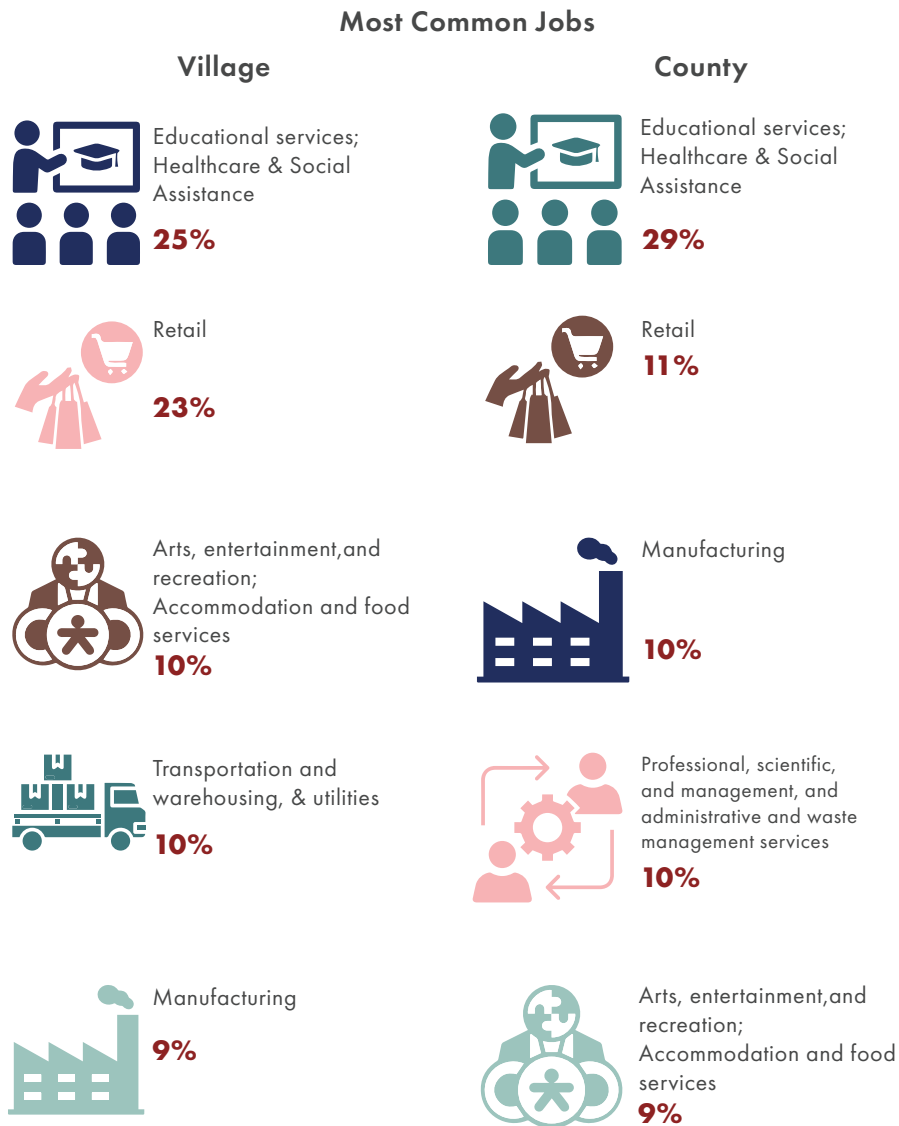 Most Common Jobs
Village
Educational services;
Healthcare & Social
Assistance
25%
Retail
23%
Arts, entertainment,and
recreation;
Accommodation and food
services
10%
Transportation and
warehousing, & utilities
10%
Manufacturing
9%
County
Educational services;
Healthcare & Social
Assistance
29%
Retail
11%
Manufacturing
10%
Professional, scientific,
and management, and
administrative and waste
management services
10%
Arts, entertainment,and
recreation;
Accommodation and food
services
9%